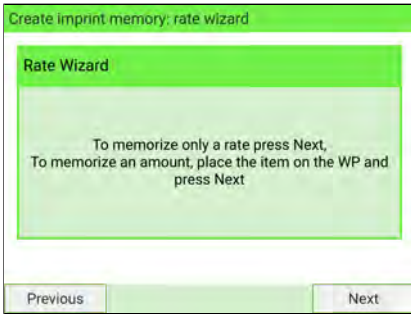 Create imprint memory: rate wizard
Rate Wizard
To memorize only a rate press Next,
To memorize an amount, place the item on the WP and
press Next
Previous
Next